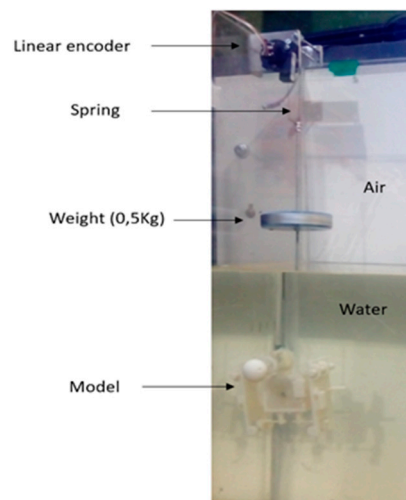 Linear encoder
Spring
Air
Weight (0,5Kg)
Water
Model